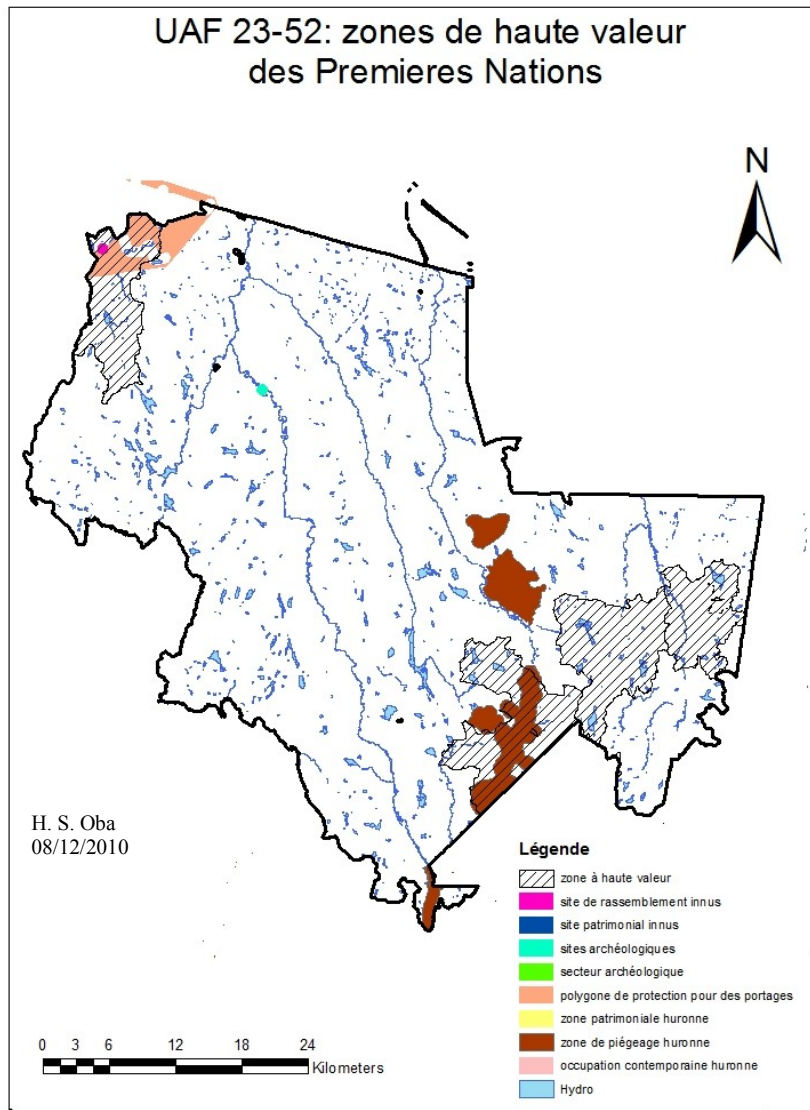 UAF 23-52: zones de haute valeur
des Premieres Nations
N
H. S. Oba
08/12/2010
Légende
zone à haute valeur
site de rassemblement innus
site patrimonial innus
sites archéologiques
secteur archéologique
polygone de protection pour des portages
zone patrimoniale huronne
zone de piégeage huronne
occupation contemporaine huronne
Hydro
0 3 6 12 18 24
Kilometers